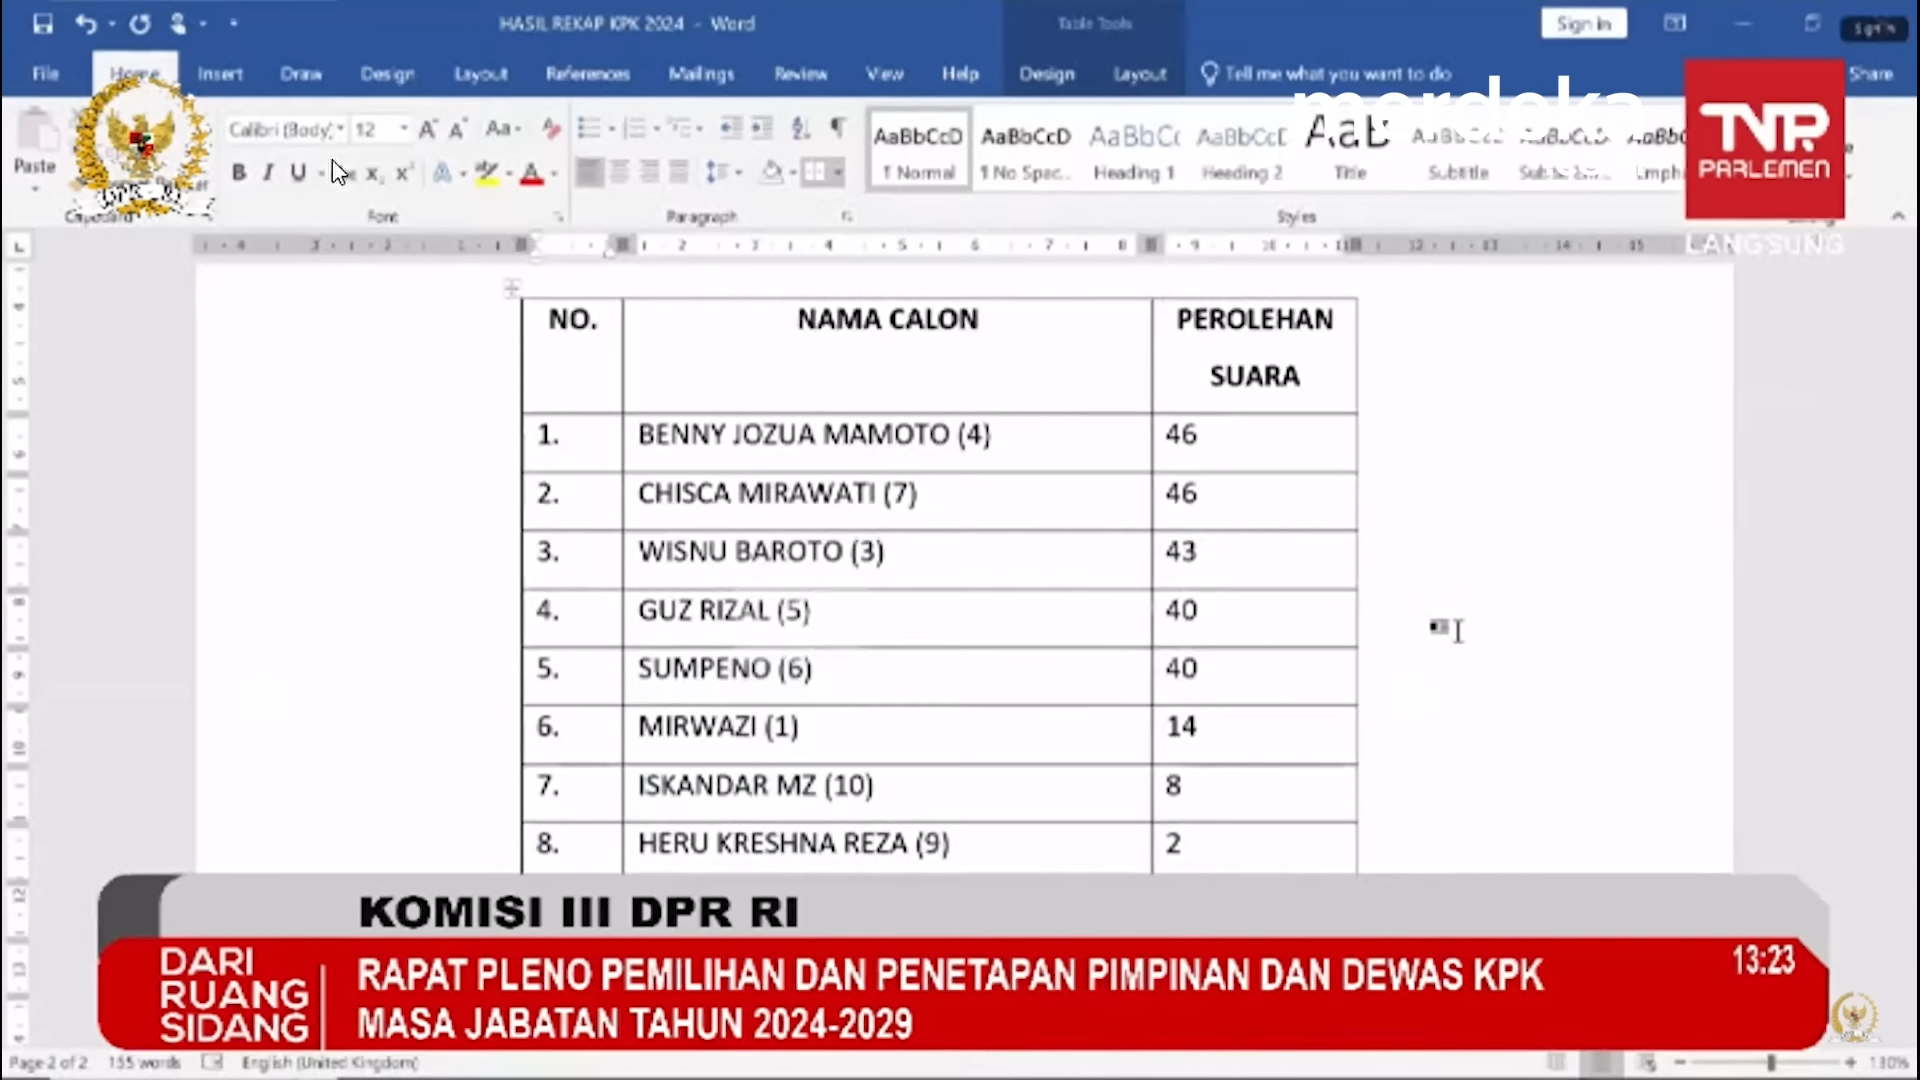 HASIL REKAP KPK 2024 - Word
Table Tools
Sign in
File Home Insert Draw Design Layout References Mailings Review View Help Design Layout Tell me what you want to do Share
merdeka
Paste
Calibri (Body) 12
Font
Paragraph
AaBbCcD AaBbCcD AaBbCc AaBbCcD AaB
¶ Normal ¶ No Spac... Heading 1 Heading 2 Title Subtitle
Styles
TVR
PARLEMEN
LANGSUNG
NO. NAMA CALON PEROLEHAN
SUARA
1. BENNY JOZUA MAMOTO (4) 46
2. CHISCA MIRAWATI (7) 46
3. WISNU BAROTO (3) 43
4. GUZ RIZAL (5) 40
5. SUMPENO (6) 40
6. MIRWAZI (1) 14
7. ISKANDAR MZ (10) 8
8. HERU KRESHNA REZA (9) 2
KOMISI III DPR RI
DARI
RUANG
SIDANG
RAPAT PLENO PEMILIHAN DAN PENETAPAN PIMPINAN DAN DEWAS KPK
MASA JABATAN TAHUN 2024-2029
13:23
Page 2 of 2 155 words English (United Kingdom) 130%